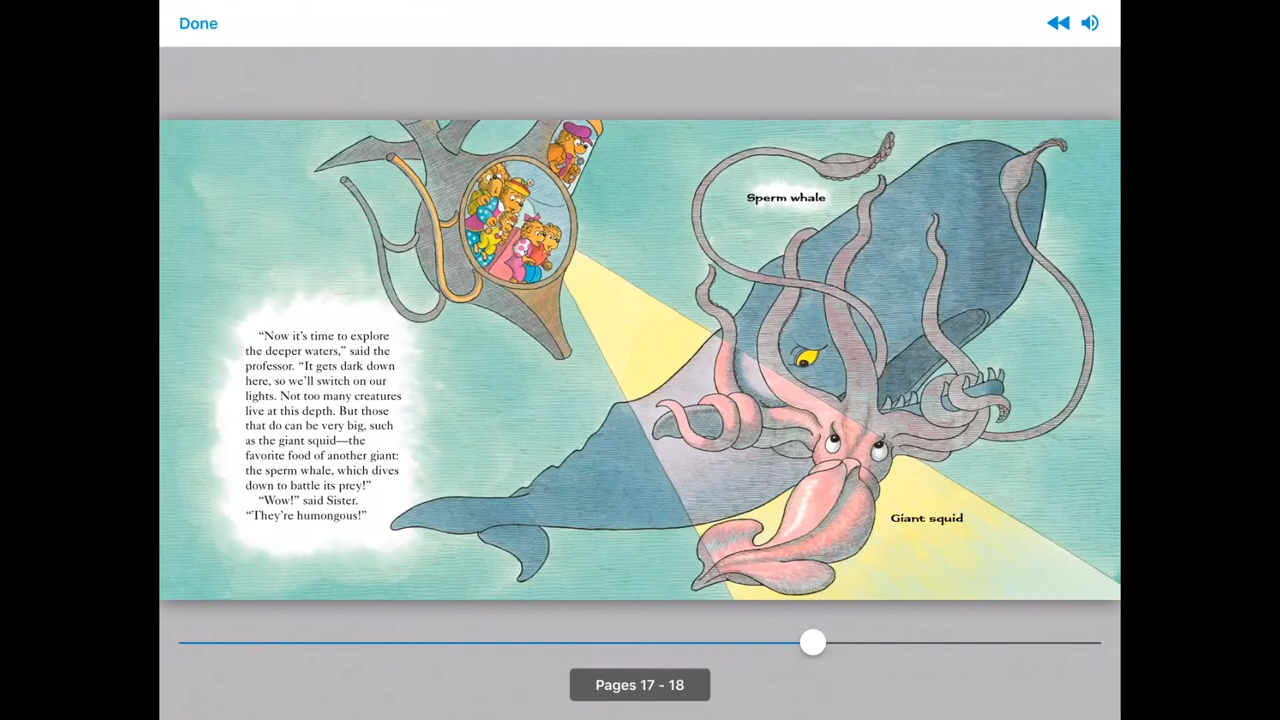 Done
Sperm whale
“Now it’s time to explore
the deeper waters,” said the
professor. “It gets dark down
here, so we’ll switch on our
lights. Not too many creatures
live at this depth. But those
that do can be very big, such
as the giant squid—the
favorite food of another giant:
the sperm whale, which dives
down to battle its prey!”
“Wow!” said Sister.
“They’re humongous!”
Giant squid
Pages 17 - 18